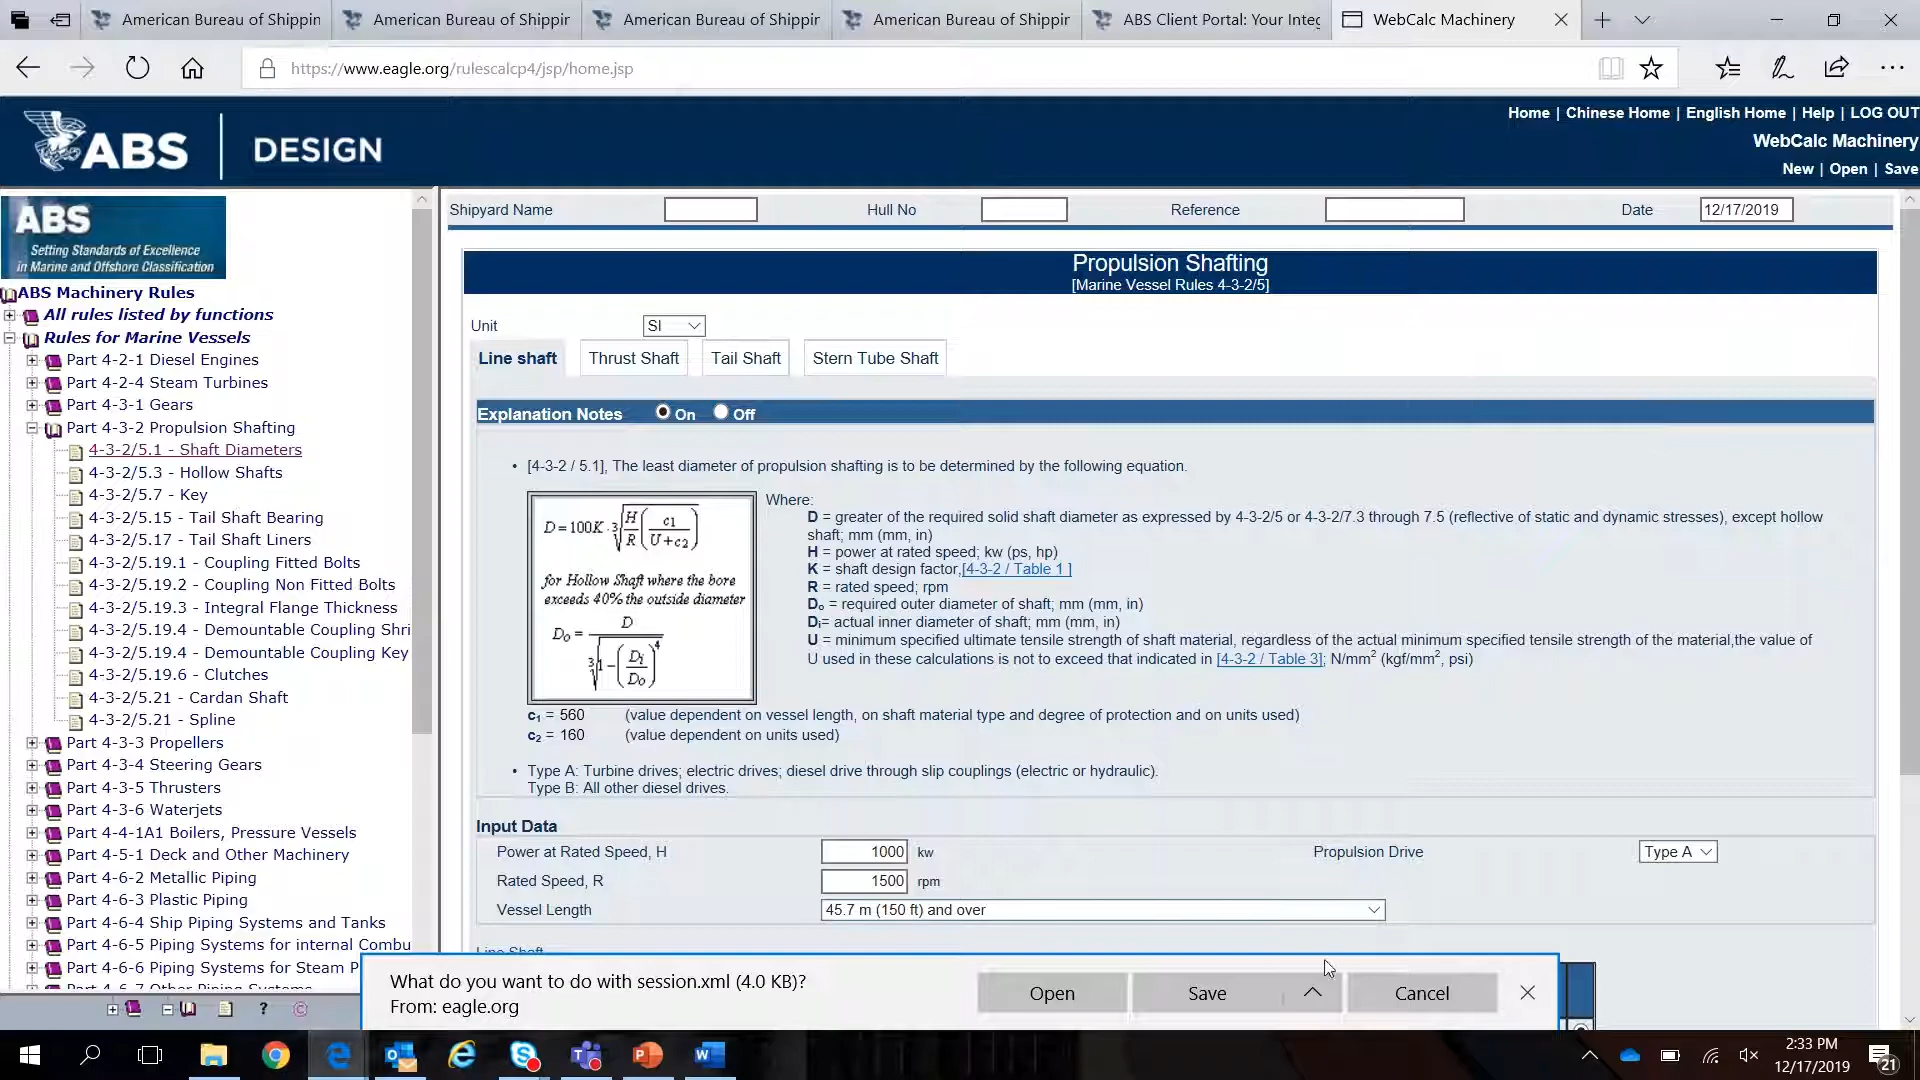 American Bureau of Shippin
American Bureau of Shippir
American Bureau of Shippir
American Bureau of Shippir
ABS Client Portal: Your Inte
WebCalc Machinery
https://www.eagle.org/rulescalcp4/jsp/home.jsp
ABS DESIGN
Home | Chinese Home | English Home | Help | LOG OUT
WebCalc Machinery
New | Open | Save
ABS
Setting Standards of Excellence
in Marine and Offshore Classification
ABS Machinery Rules
All rules listed by functions
Rules for Marine Vessels
Part 4-2-1 Diesel Engines
Part 4-2-4 Steam Turbines
Part 4-3-1 Gears
Part 4-3-2 Propulsion Shafting
4-3-2/5.1 - Shaft Diameters
4-3-2/5.3 - Hollow Shafts
4-3-2/5.7 - Key
4-3-2/5.15 - Tail Shaft Bearing
4-3-2/5.17 - Tail Shaft Liners
4-3-2/5.19.1 - Coupling Fitted Bolts
4-3-2/5.19.2 - Coupling Non Fitted Bolts
4-3-2/5.19.3 - Integral Flange Thickness
4-3-2/5.19.4 - Demountable Coupling Shri
4-3-2/5.19.4 - Demountable Coupling Key
4-3-2/5.19.6 - Clutches
4-3-2/5.21 - Cardan Shaft
4-3-2/5.21 - Spline
Part 4-3-3 Propellers
Part 4-3-4 Steering Gears
Part 4-3-5 Thrusters
Part 4-3-6 Waterjets
Part 4-4-1A1 Boilers, Pressure Vessels
Part 4-5-1 Deck and Other Machinery
Part 4-6-2 Metallic Piping
Part 4-6-3 Plastic Piping
Part 4-6-4 Ship Piping Systems and Tanks
Part 4-6-5 Piping Systems for internal Combu
Part 4-6-6 Piping Systems for Steam P
Part 4-6-7 Other Piping Systems
Shipyard Name Hull No Reference Date 12/17/2019
Propulsion Shafting
[Marine Vessel Rules 4-3-2/5]
Unit SI
Line shaft Thrust Shaft Tail Shaft Stern Tube Shaft
Explanation Notes On Off
• [4-3-2 / 5.1], The least diameter of propulsion shafting is to be determined by the following equation.
D = 100K · ∛(H/R (c1/(U+c2)))
for Hollow Shaft where the bore
exceeds 40% the outside diameter
Do = D / ∛(1 − (Di/Do)⁴)
Where:
D = greater of the required solid shaft diameter as expressed by 4-3-2/5 or 4-3-2/7.3 through 7.5 (reflective of static and dynamic stresses), except hollow
shaft; mm (mm, in)
H = power at rated speed; kw (ps, hp)
K = shaft design factor,[4-3-2 / Table 1 ]
R = rated speed; rpm
Do = required outer diameter of shaft; mm (mm, in)
Di= actual inner diameter of shaft; mm (mm, in)
U = minimum specified ultimate tensile strength of shaft material, regardless of the actual minimum specified tensile strength of the material,the value of
U used in these calculations is not to exceed that indicated in [4-3-2 / Table 3]; N/mm² (kgf/mm², psi)
c1 = 560 (value dependent on vessel length, on shaft material type and degree of protection and on units used)
c2 = 160 (value dependent on units used)
• Type A: Turbine drives; electric drives; diesel drive through slip couplings (electric or hydraulic).
Type B: All other diesel drives.
Input Data
Power at Rated Speed, H 1000 kw Propulsion Drive Type A
Rated Speed, R 1500 rpm
Vessel Length 45.7 m (150 ft) and over
Line Shaft
What do you want to do with session.xml (4.0 KB)?
From: eagle.org
Open Save Cancel
2:33 PM
12/17/2019
21